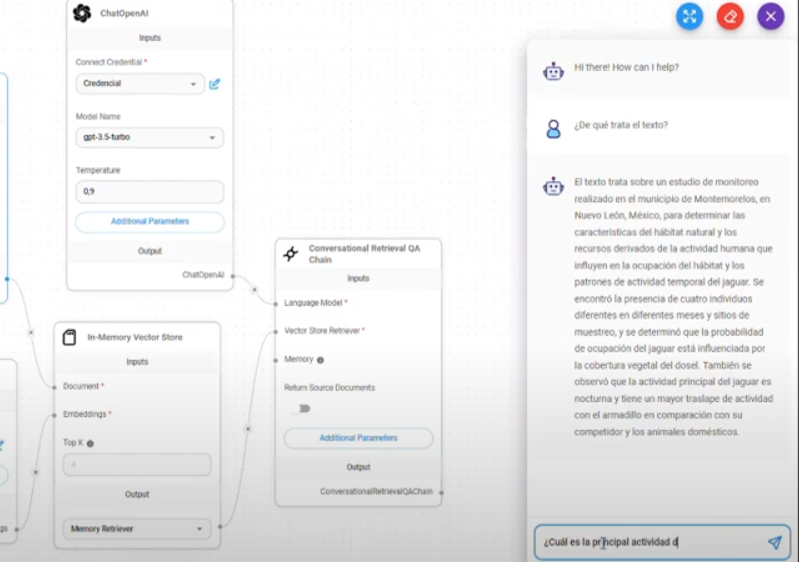 ChatOpenAI
Inputs
Connect Credential *
Credencial
Model Name
gpt-3.5-turbo
Temperature
0,9
Additional Parameters
Output
ChatOpenAI
In-Memory Vector Store
Inputs
Document *
Embeddings *
Top K
4
Output
Memory Retriever
gs
Conversational Retrieval QA
Chain
Inputs
Language Model *
Vector Store Retriever *
Memory
Return Source Documents
Additional Parameters
Output
ConversationalRetrievalQAChain
Hi there! How can I help?
¿De qué trata el texto?
El texto trata sobre un estudio de monitoreo
realizado en el municipio de Montemorelos, en
Nuevo León, México, para determinar las
características del hábitat natural y los
recursos derivados de la actividad humana que
influyen en la ocupación del hábitat y los
patrones de actividad temporal del jaguar. Se
encontró la presencia de cuatro individuos
diferentes en diferentes meses y sitios de
muestreo, y se determinó que la probabilidad
de ocupación del jaguar está influenciada por
la cobertura vegetal del dosel. También se
observó que la actividad principal del jaguar es
nocturna y tiene un mayor traslape de actividad
con el armadillo en comparación con su
competidor y los animales domésticos.
¿Cuál es la principal actividad d